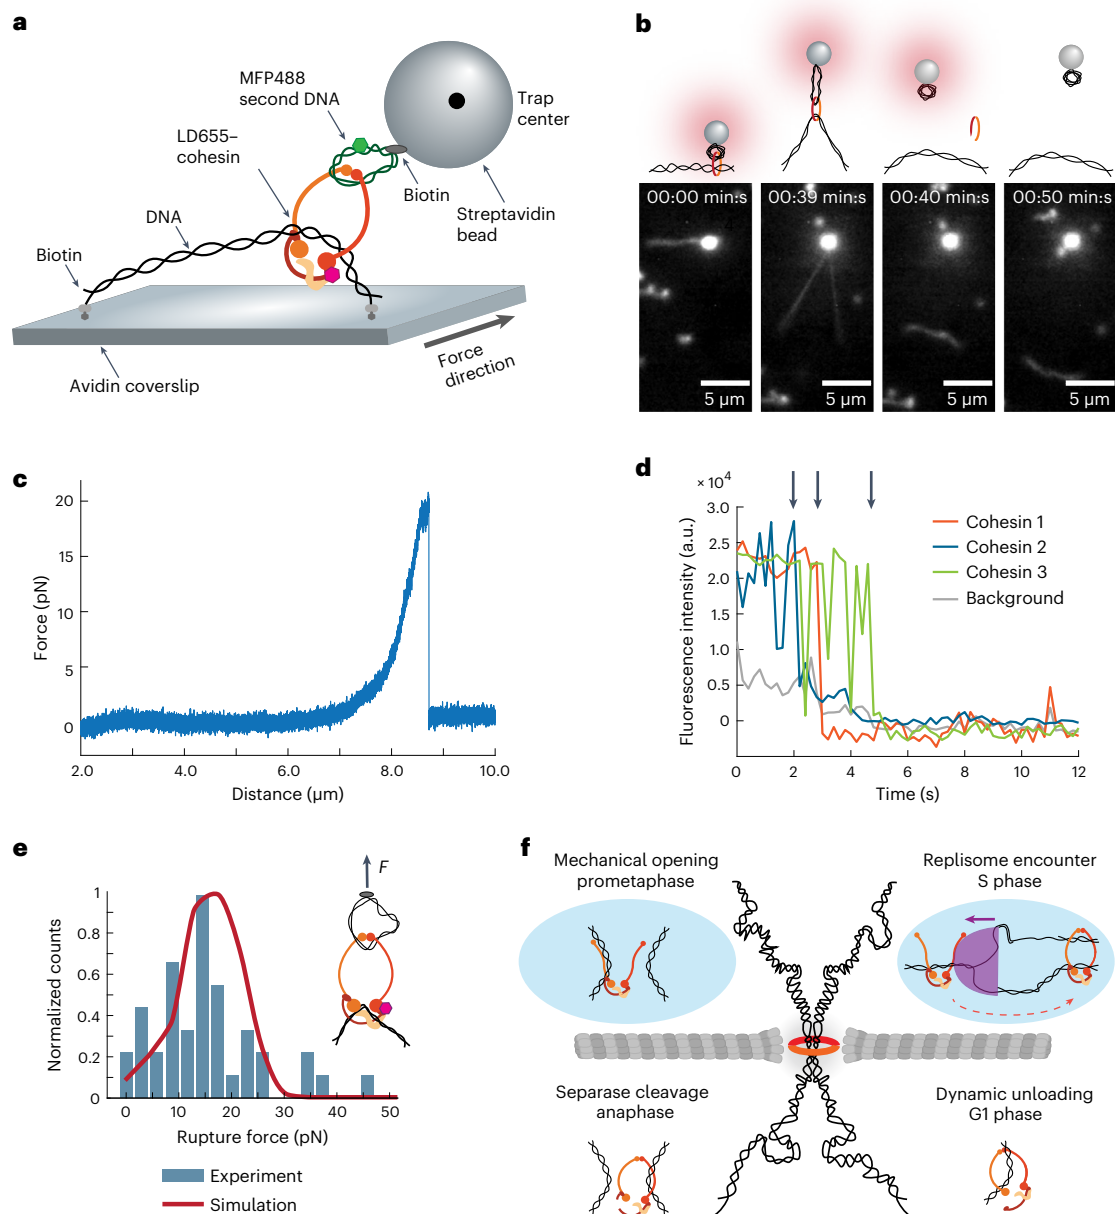 a
MFP488
second DNA
LD655–
cohesin
Trap
center
DNA
Biotin
Streptavidin
bead
Biotin
Force
direction
Avidin coverslip
b
00:00 min:s
00:39 min:s
00:40 min:s
00:50 min:s
5 µm
5 µm
5 µm
5 µm
c
Force (pN)
20
15
10
5
0
2.0
4.0
6.0
8.0
10.0
Distance (µm)
d
× 10⁴
Fluorescence intensity (a.u.)
3.0
2.5
2.0
1.5
1.0
0.5
0
0
2
4
6
8
10
12
Time (s)
Cohesin 1
Cohesin 2
Cohesin 3
Background
e
F
Normalized counts
1
0.8
0.6
0.4
0.2
0
0
10
20
30
40
50
Rupture force (pN)
Experiment
Simulation
f
Mechanical opening
prometaphase
Replisome encounter
S phase
Separase cleavage
anaphase
Dynamic unloading
G1 phase